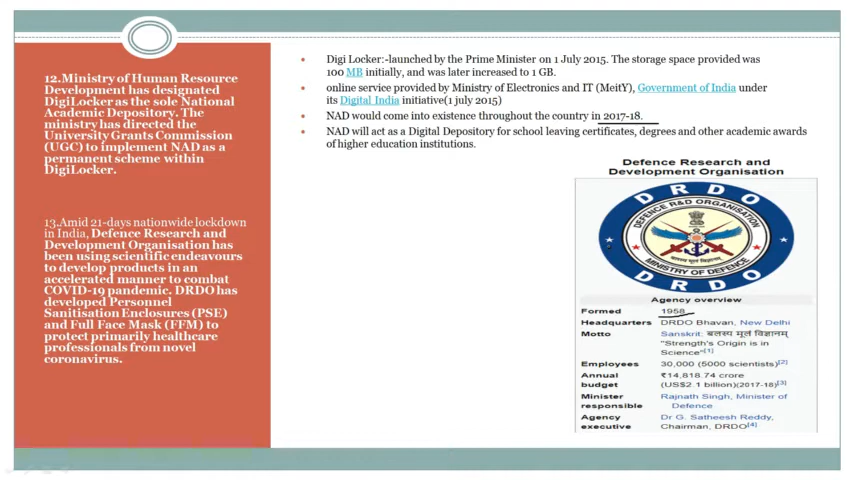 12.Ministry of Human Resource
Development has designated
DigiLocker as the sole National
Academic Depository. The
ministry has directed the
University Grants Commission
(UGC) to implement NAD as a
permanent scheme within
DigiLocker.
13.Amid 21-days nationwide lockdown
in India, Defence Research and
Development Organisation has
been using scientific endeavours
to develop products in an
accelerated manner to combat
COVID-19 pandemic. DRDO has
developed Personnel
Sanitisation Enclosures (PSE)
and Full Face Mask (FFM) to
protect primarily healthcare
professionals from novel
coronavirus.
• Digi Locker:-launched by the Prime Minister on 1 July 2015. The storage space provided was
100 MB initially, and was later increased to 1 GB.
• online service provided by Ministry of Electronics and IT (MeitY), Government of India under
its Digital India initiative(1 july 2015)
• NAD would come into existence throughout the country in 2017-18.
• NAD will act as a Digital Depository for school leaving certificates, degrees and other academic awards
of higher education institutions.
Defence Research and
Development Organisation
DRDO
DEFENCE R&D ORGANISATION
बलस्य मूलं विज्ञानम्
MINISTRY OF DEFENCE
DRDO
Agency overview
Formed 1958
Headquarters DRDO Bhavan, New Delhi
Motto Sanskrit: बलस्य मूलं विज्ञानम्
"Strength's Origin is in
Science"[1]
Employees 30,000 (5000 scientists)[2]
Annual ₹14,818.74 crore
budget (US$2.1 billion)(2017-18)[3]
Minister Rajnath Singh, Minister of
responsible Defence
Agency Dr G. Satheesh Reddy,
executive Chairman, DRDO[4]